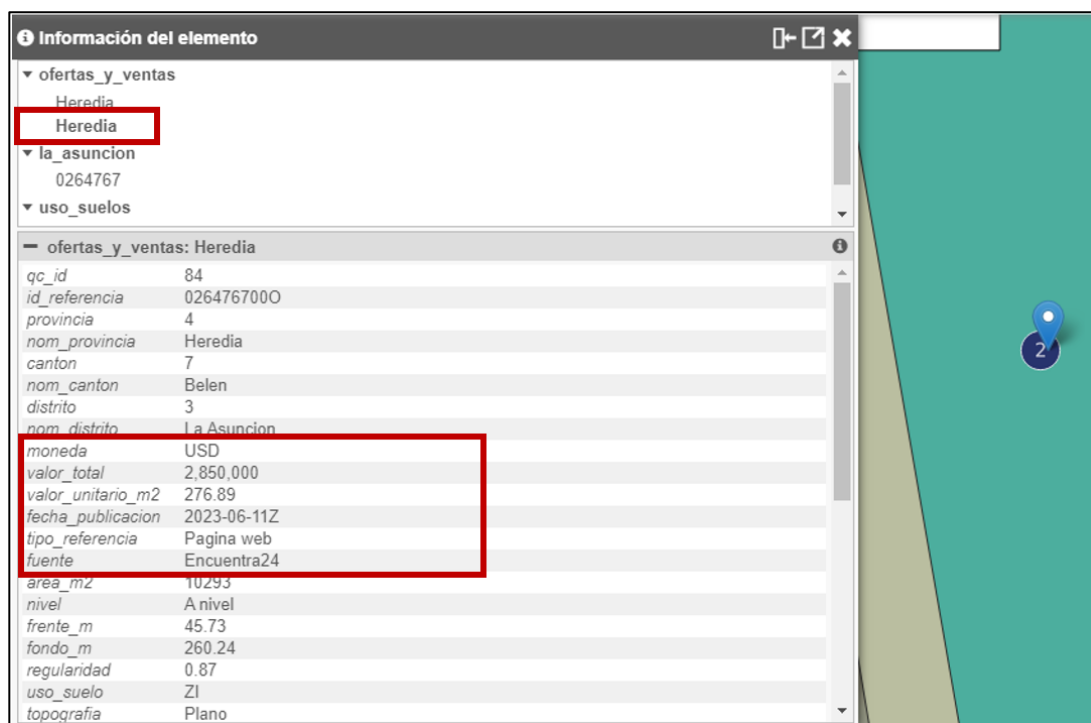 Información del elemento
ofertas_y_ventas
Heredia
Heredia
la_asuncion
0264767
uso_suelos
ofertas_y_ventas: Heredia
qc_id 84
id_referencia 026476700O
provincia 4
nom_provincia Heredia
canton 7
nom_canton Belen
distrito 3
nom_distrito La Asuncion
moneda USD
valor_total 2,850,000
valor_unitario_m2 276.89
fecha_publicacion 2023-06-11Z
tipo_referencia Pagina web
fuente Encuentra24
area_m2 10293
nivel A nivel
frente_m 45.73
fondo_m 260.24
regularidad 0.87
uso_suelo ZI
topografia Plano
2